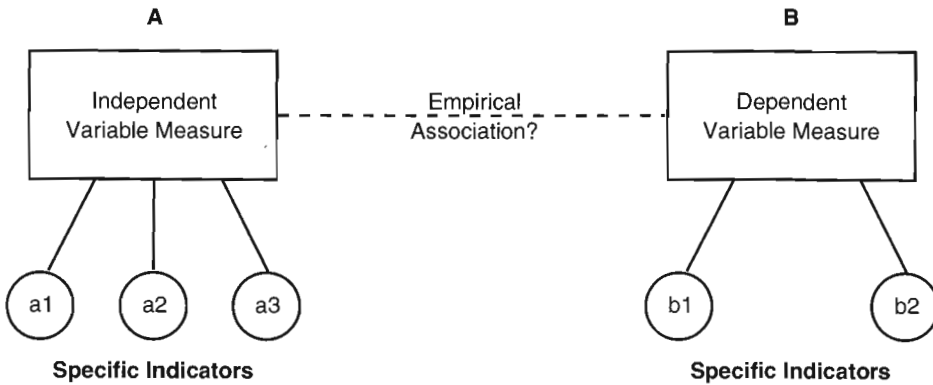 A
B
Independent
Variable Measure
Empirical
Association?
Dependent
Variable Measure
a1
a2
a3
b1
b2
Specific Indicators
Specific Indicators